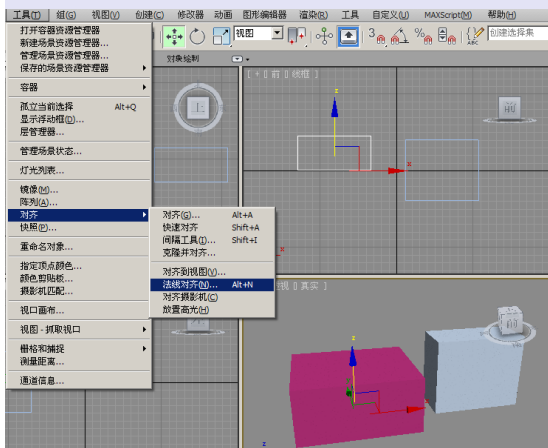 工具(T) 组(G) 视图(V) 创建(C) 修改器 动画 图形编辑器 渲染(R) 工具 自定义(U) MAXScript(M) 帮助(H)
打开容器资源管理器
新建场景资源管理器...
管理场景资源管理器...
保存的场景资源管理器
容器
孤立当前选择 Alt+Q
显示浮动框(D)...
层管理器...
管理场景状态...
灯光列表...
镜像(M)...
阵列(A)...
对齐
快照(P)...
重命名对象...
指定顶点颜色...
颜色剪贴板...
摄影机匹配...
视口画布...
视图 - 抓取视口
栅格和捕捉
测量距离...
通道信息...
对齐(G)... Alt+A
快速对齐 Shift+A
间隔工具(I)... Shift+I
克隆并对齐...
对齐到视图(V)...
法线对齐(N)... Alt+N
对齐摄影机(C)
放置高光(H)
视图
3
%
ABC
创建选择集
对象绘制
[ + 0 前 0 线框 ]
上
前
z
x
x
视 0 真实 ]
前
z
x
z